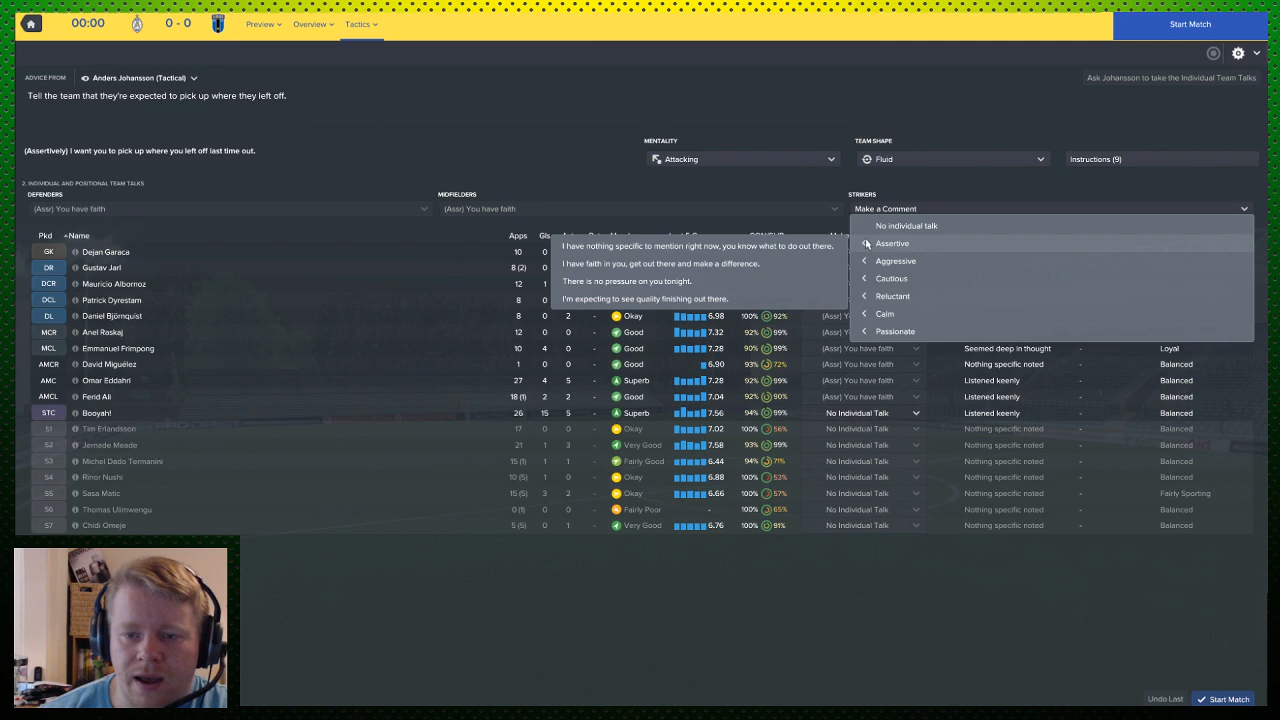 00:00 0 - 0 Preview Overview Tactics Start Match
ADVICE FROM Anders Johansson (Tactical) Ask Johansson to take the Individual Team Talks
Tell the team that they're expected to pick up where they left off.
MENTALITY TEAM SHAPE
(Assertively) I want you to pick up where you left off last time out. Attacking Fluid Instructions (9)
2. INDIVIDUAL AND POSITIONAL TEAM TALKS
DEFENDERS MIDFIELDERS STRIKERS
(Assr) You have faith (Assr) You have faith Make a Comment
No individual talk
Assertive
Aggressive
Cautious
Reluctant
Calm
Passionate
I have nothing specific to mention right now, you know what to do out there.
I have faith in you, get out there and make a difference.
There is no pressure on you tonight.
I'm expecting to see quality finishing out there.
Pkd Name Apps Gls
GK Dejan Garaca 10 0
DR Gustav Jarl 8 (2) 0
DCR Mauricio Albornoz 12 1
DCL Patrick Dyrestam 8 0
DL Daniel Björnquist 8 0 2 - Okay 6.98 100% 92% (Assr) You have faith
MCR Anel Raskaj 12 0 0 - Good 7.32 92% 99% (Assr) You have faith
MCL Emmanuel Frimpong 10 4 0 - Good 7.28 90% 99% (Assr) You have faith Seemed deep in thought - Loyal
AMCR David Miguélez 1 0 0 - Good 6.90 93% 72% (Assr) You have faith Nothing specific noted - Balanced
AMC Omar Eddahri 27 4 5 - Superb 7.28 92% 99% (Assr) You have faith Listened keenly - Balanced
AMCL Ferid Ali 18 (1) 2 2 - Good 7.04 92% 90% (Assr) You have faith Listened keenly - Balanced
STC Booyah! 26 15 5 - Superb 7.56 94% 99% No Individual Talk Listened keenly - Balanced
S1 Tim Erlandsson 17 0 0 - Okay 7.02 100% 56% No Individual Talk Nothing specific noted - Balanced
S2 Jernade Meade 21 1 3 - Very Good 7.58 93% 99% No Individual Talk Nothing specific noted - Balanced
S3 Michel Dado Termanini 15 (1) 1 1 - Fairly Good 6.44 94% 71% No Individual Talk Nothing specific noted - Balanced
S4 Rinor Nushi 10 (5) 1 0 - Okay 6.88 100% 53% No Individual Talk Nothing specific noted - Balanced
S5 Sasa Matic 15 (5) 3 2 - Okay 6.66 100% 57% No Individual Talk Nothing specific noted - Fairly Sporting
S6 Thomas Ulimwengu 0 (1) 0 0 - Fairly Poor - 100% 65% No Individual Talk Nothing specific noted - Balanced
S7 Chidi Omeje 5 (5) 0 1 - Very Good 6.76 100% 91% No Individual Talk Nothing specific noted - Balanced
Undo Last Start Match